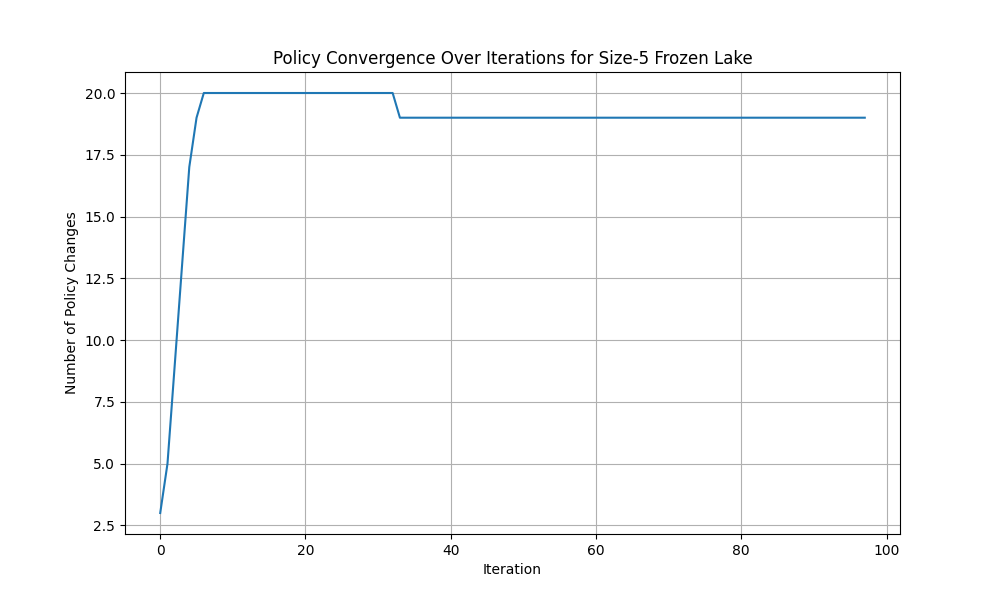 Policy Convergence Over Iterations for Size-5 Frozen Lake
Number of Policy Changes
20.0
17.5
15.0
12.5
10.0
7.5
5.0
2.5
0 20 40 60 80 100
Iteration